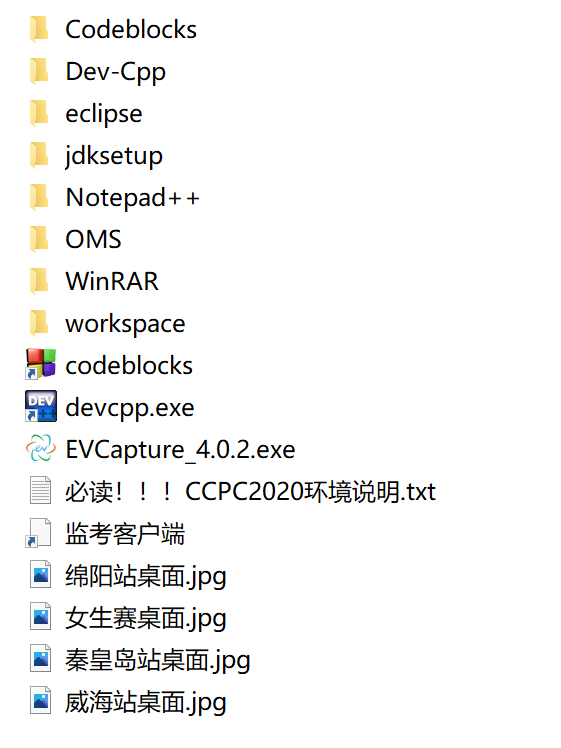 Codeblocks
Dev-Cpp
eclipse
jdksetup
Notepad++
OMS
WinRAR
workspace
codeblocks
DEV
devcpp.exe
ev
EVCapture_4.0.2.exe
必读！！！CCPC2020环境说明.txt
监考客户端
绵阳站桌面.jpg
女生赛桌面.jpg
秦皇岛站桌面.jpg
威海站桌面.jpg